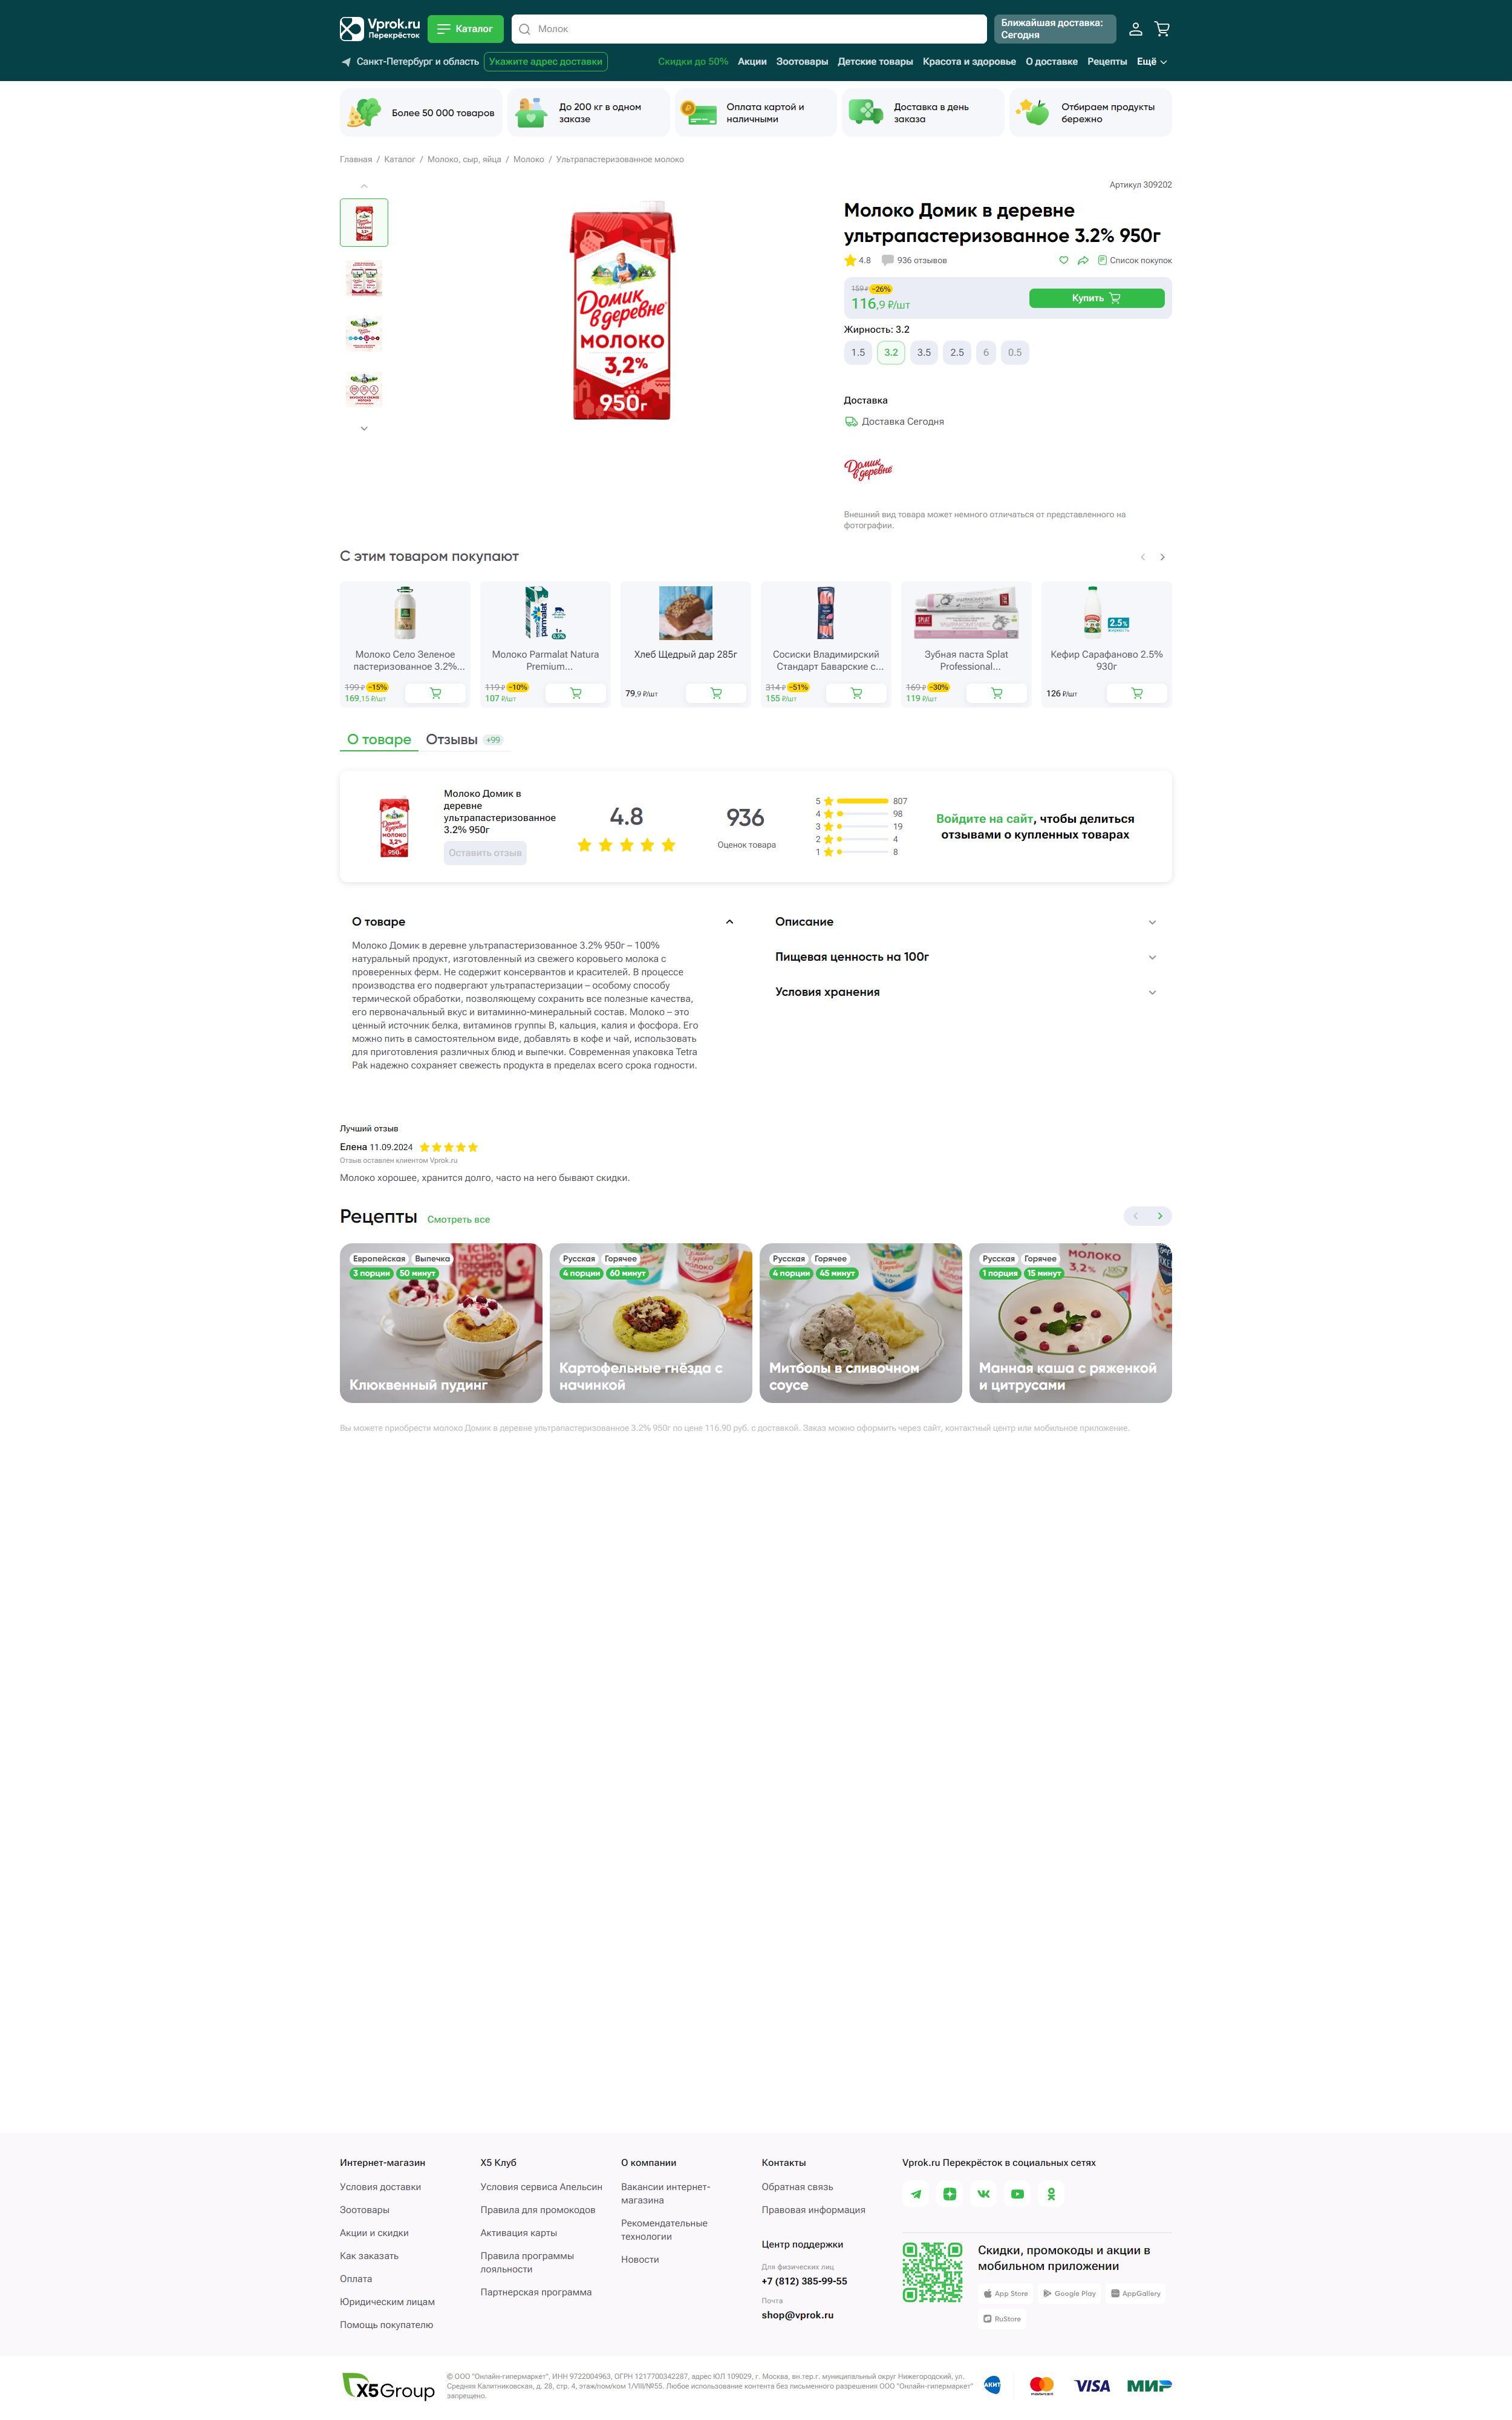 Vprok.ru
Перекрёсток
Каталог
Молок
Ближайшая доставка:
Сегодня
Санкт-Петербург и область
Укажите адрес доставки
Скидки до 50%
Акции
Зоотовары
Детские товары
Красота и здоровье
О доставке
Рецепты
Ещё
Более 50 000 товаров
До 200 кг в одном
заказе
Оплата картой и
наличными
Доставка в день
заказа
Отбираем продукты
бережно
Главная / Каталог / Молоко, сыр, яйца / Молоко / Ультрапастеризованное молоко
Артикул 309202
Домик
в деревне
МОЛОКО
3,2%
950г
Молоко Домик в деревне
ультрапастеризованное 3.2% 950г
4.8
936 отзывов
Список покупок
159 ₽ −26%
116,9 ₽/шт
Купить
Жирность: 3.2
1.5
3.2
3.5
2.5
6
0.5
Доставка
Доставка Сегодня
Домик
в деревне
Внешний вид товара может немного отличаться от представленного на
фотографии.
С этим товаром покупают
Молоко Село Зеленое
пастеризованное 3.2%...
199 ₽ −15%
169,15 ₽/шт
parmalat
Молоко Parmalat Natura
Premium...
119 ₽ −10%
107 ₽/шт
Хлеб Щедрый дар 285г
79,9 ₽/шт
Сосиски Владимирский
Стандарт Баварские с...
314 ₽ −51%
155 ₽/шт
SPLAT
Зубная паста Splat
Professional...
169 ₽ −30%
119 ₽/шт
2.5%
Кефир Сарафаново 2.5%
930г
126 ₽/шт
О товаре
Отзывы +99
Домик
в деревне
МОЛОКО
3,2%
950г
Молоко Домик в
деревне
ультрапастеризованное
3.2% 950г
Оставить отзыв
4.8
936
Оценок товара
5 807
4 98
3 19
2 4
1 8
Войдите на сайт, чтобы делиться
отзывами о купленных товарах
О товаре
Молоко Домик в деревне ультрапастеризованное 3.2% 950г – 100%
натуральный продукт, изготовленный из свежего коровьего молока с
проверенных ферм. Не содержит консервантов и красителей. В процессе
производства его подвергают ультрапастеризации – особому способу
термической обработки, позволяющему сохранить все полезные качества,
его первоначальный вкус и витаминно-минеральный состав. Молоко – это
ценный источник белка, витаминов группы В, кальция, калия и фосфора. Его
можно пить в самостоятельном виде, добавлять в кофе и чай, использовать
для приготовления различных блюд и выпечки. Современная упаковка Tetra
Pak надежно сохраняет свежесть продукта в пределах всего срока годности.
Описание
Пищевая ценность на 100г
Условия хранения
Лучший отзыв
Елена 11.09.2024
Отзыв оставлен клиентом Vprok.ru
Молоко хорошее, хранится долго, часто на него бывают скидки.
Рецепты
Смотреть все
Европейская Выпечка
3 порции 50 минут
Клюквенный пудинг
Русская Горячее
4 порции 60 минут
Картофельные гнёзда с
начинкой
Русская Горячее
4 порции 45 минут
Митболы в сливочном
соусе
Русская Горячее
1 порция 15 минут
МОЛОКО
3,2%
Манная каша с ряженкой
и цитрусами
Вы можете приобрести молоко Домик в деревне ультрапастеризованное 3.2% 950г по цене 116.90 руб. с доставкой. Заказ можно оформить через сайт, контактный центр или мобильное приложение.
Интернет-магазин
Условия доставки
Зоотовары
Акции и скидки
Как заказать
Оплата
Юридическим лицам
Помощь покупателю
X5 Клуб
Условия сервиса Апельсин
Правила для промокодов
Активация карты
Правила программы
лояльности
Партнерская программа
О компании
Вакансии интернет-
магазина
Рекомендательные
технологии
Новости
Контакты
Обратная связь
Правовая информация
Центр поддержки
Для физических лиц
+7 (812) 385-99-55
Почта
shop@vprok.ru
Vprok.ru Перекрёсток в социальных сетях
Скидки, промокоды и акции в
мобильном приложении
App Store
Google Play
AppGallery
RuStore
X5Group
© ООО "Онлайн-гипермаркет", ИНН 9722004963, ОГРН 1217700342287, адрес ЮЛ 109029, г. Москва, вн.тер.г. муниципальный округ Нижегородский, ул.
Средняя Калитниковская, д. 28, стр. 4, этаж/пом/ком 1/VIII/№55. Любое использование контента без письменного разрешения ООО "Онлайн-гипермаркет"
запрещено.
АКИТ
mastercard
VISA
МИР